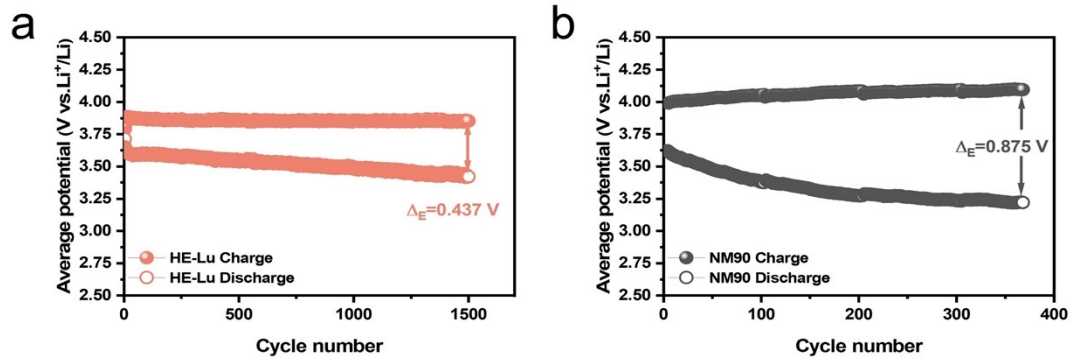 a
4.50
4.25
4.00
3.75
3.50
3.25
3.00
2.75
2.50
Average potential (V vs.Li⁺/Li)
Δ_E=0.437 V
HE-Lu Charge
HE-Lu Discharge
0
500
1000
1500
Cycle number
b
4.50
4.25
4.00
3.75
3.50
3.25
3.00
2.75
2.50
Average potential (V vs.Li⁺/Li)
Δ_E=0.875 V
NM90 Charge
NM90 Discharge
0
100
200
300
400
Cycle number